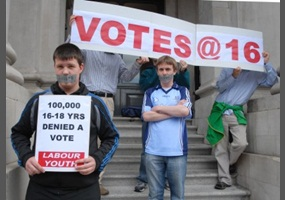 VOTES @ 16
100,000
16-18 YRS
DENIED A
VOTE
LABOUR
YOUTH